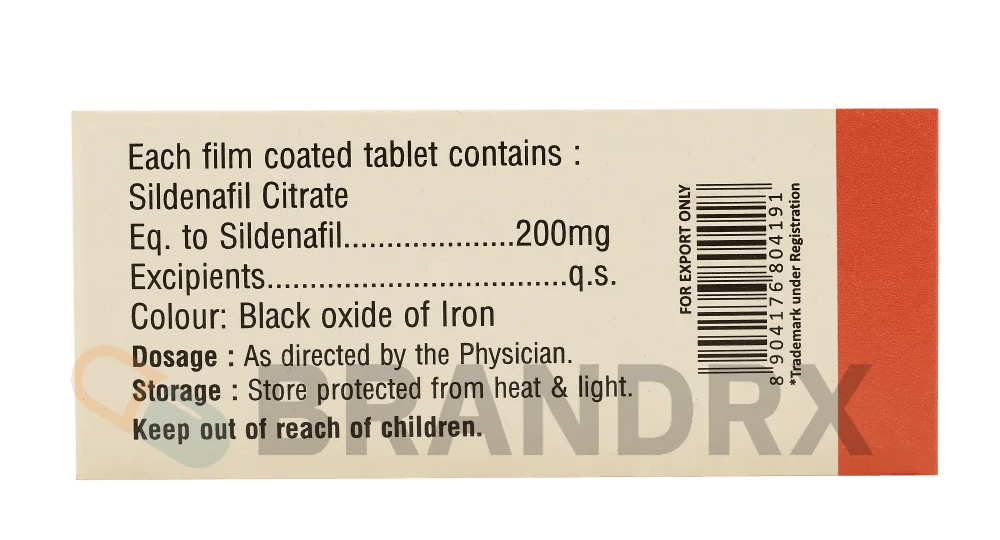 Each film coated tablet contains :
Sildenafil Citrate
Eq. to Sildenafil....................200mg
Excipients...................................q.s.
Colour: Black oxide of Iron
Dosage : As directed by the Physician.
Storage : Store protected from heat & light.
Keep out of reach of children.
FOR EXPORT ONLY
8 904176 804191
*Trademark under Registration
BRANDRX